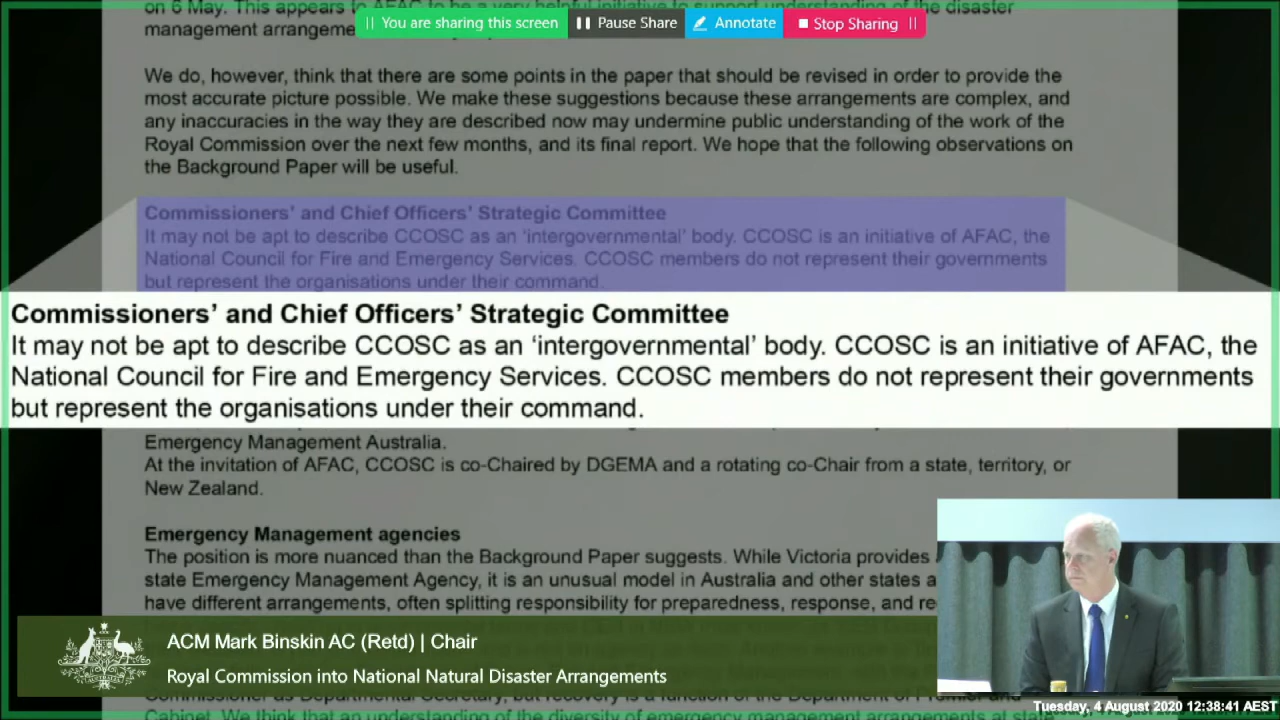 on 6 May. This appears to AFAC to be a very helpful initiative to support understanding of the disaster
management arrangeme
|| You are sharing this screen
Pause Share
Annotate
Stop Sharing ||
We do, however, think that there are some points in the paper that should be revised in order to provide the
most accurate picture possible. We make these suggestions because these arrangements are complex, and
any inaccuracies in the way they are described now may undermine public understanding of the work of the
Royal Commission over the next few months, and its final report. We hope that the following observations on
the Background Paper will be useful.
Commissioners' and Chief Officers' Strategic Committee
It may not be apt to describe CCOSC as an 'intergovernmental' body. CCOSC is an initiative of AFAC, the
National Council for Fire and Emergency Services. CCOSC members do not represent their governments
but represent the organisations under their command.
Commissioners' and Chief Officers' Strategic Committee
It may not be apt to describe CCOSC as an 'intergovernmental' body. CCOSC is an initiative of AFAC, the
National Council for Fire and Emergency Services. CCOSC members do not represent their governments
but represent the organisations under their command.
Emergency Management Australia.
At the invitation of AFAC, CCOSC is co-Chaired by DGEMA and a rotating co-Chair from a state, territory, or
New Zealand.
Emergency Management agencies
The position is more nuanced than the Background Paper suggests. While Victoria provides
state Emergency Management Agency, it is an unusual model in Australia and other states a
have different arrangements, often splitting responsibility for preparedness, response, and re
ACM Mark Binskin AC (Retd) | Chair
Royal Commission into National Natural Disaster Arrangements
Cabinet. We think that an understanding of the diversity of emergency management arrangements at
Tuesday, 4 August 2020 12:38:41 AEST